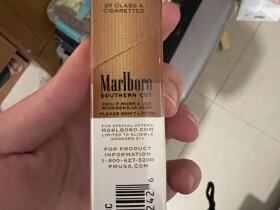 20 CLASS A
CIGARETTES
Marlboro
SOUTHERN CUT
PHILIP MORRIS USA
RICHMOND, VA 23261
PLEASE DON'T LITTER
FOR SPECIAL OFFERS
MARLBORO.COM
LIMITED TO ELIGIBLE
SMOKERS 21+
FOR PRODUCT
INFORMATION
1-800-627-5200
PMUSA.COM